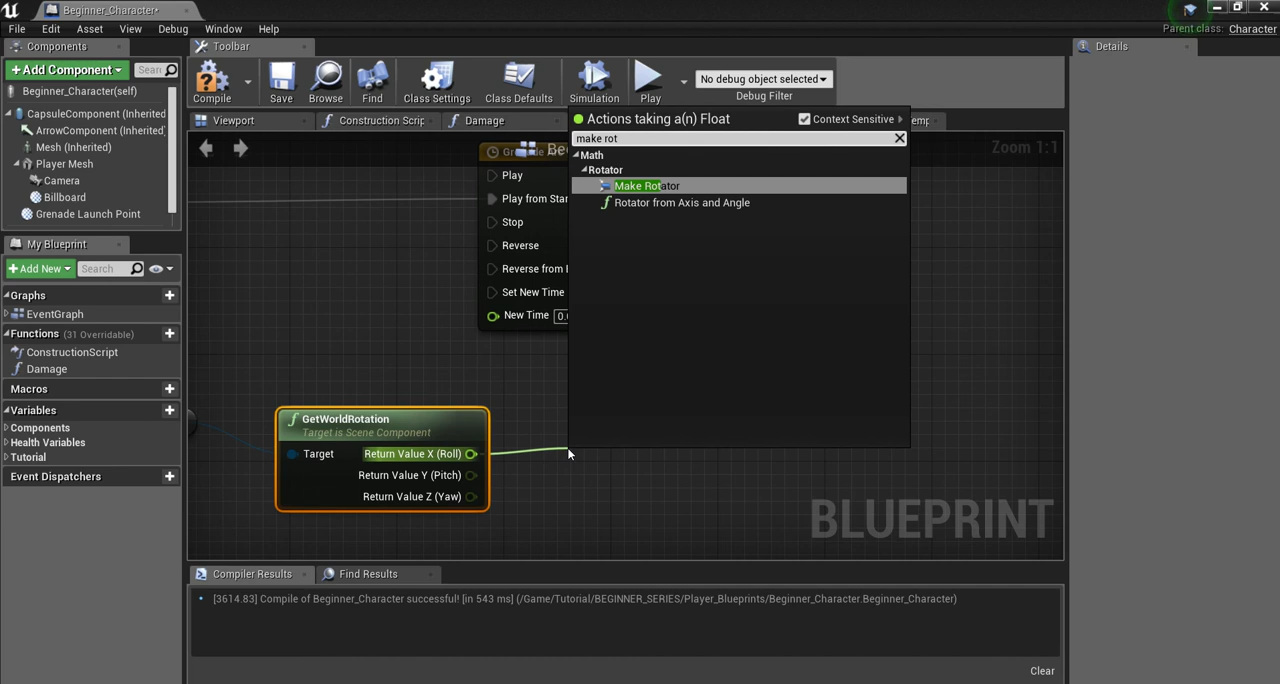 Beginner_Character*
File Edit Asset View Debug Window Help
Parent class: Character
Components
+Add Component
Sear
Beginner_Character(self)
CapsuleComponent (Inherited
ArrowComponent (Inherited)
Mesh (Inherited)
Player Mesh
Camera
Billboard
Grenade Launch Point
My Blueprint
+Add New
Search
Graphs
EventGraph
Functions (31 Overridable)
ConstructionScript
Damage
Macros
Variables
Components
Health Variables
Tutorial
Event Dispatchers
Toolbar
Compile
Save
Browse
Find
Class Settings
Class Defaults
Simulation
Play
No debug object selected
Debug Filter
Viewport
Construction Scrip
Damage
Zoom 1:1
Play
Play from Star
Stop
Reverse
Reverse from
Set New Time
New Time 0.
Actions taking a(n) Float
Context Sensitive
make rot
Math
Rotator
Make Rotator
Rotator from Axis and Angle
GetWorldRotation
Target is Scene Component
Target Return Value X (Roll)
Return Value Y (Pitch)
Return Value Z (Yaw)
BLUEPRINT
Compiler Results
Find Results
[3614.83] Compile of Beginner_Character successful! [in 543 ms] (/Game/Tutorial/BEGINNER_SERIES/Player_Blueprints/Beginner_Character.Beginner_Character)
Clear
Details